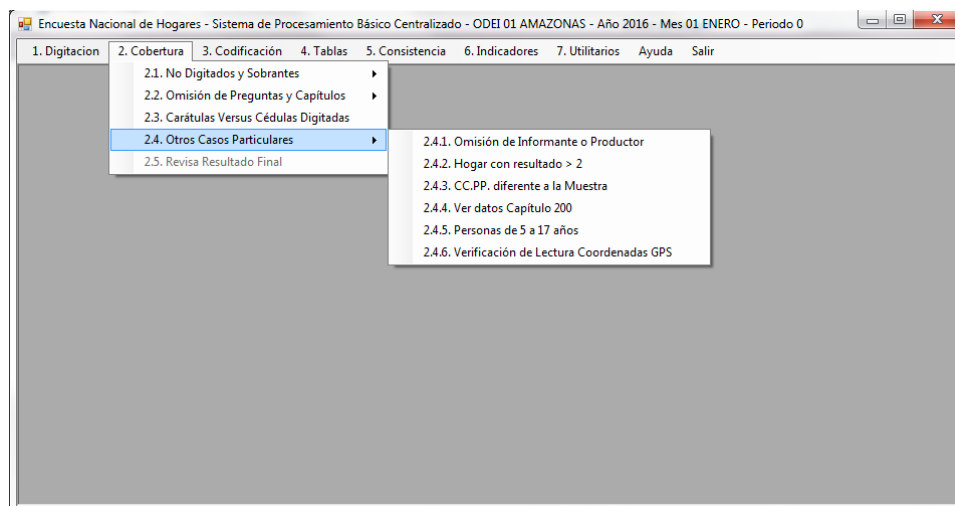 Encuesta Nacional de Hogares - Sistema de Procesamiento Básico Centralizado - ODEI 01 AMAZONAS - Año 2016 - Mes 01 ENERO - Periodo 0
1. Digitacion 2. Cobertura 3. Codificación 4. Tablas 5. Consistencia 6. Indicadores 7. Utilitarios Ayuda Salir
2.1. No Digitados y Sobrantes
2.2. Omisión de Preguntas y Capítulos
2.3. Carátulas Versus Cédulas Digitadas
2.4. Otros Casos Particulares
2.5. Revisa Resultado Final
2.4.1. Omisión de Informante o Productor
2.4.2. Hogar con resultado > 2
2.4.3. CC.PP. diferente a la Muestra
2.4.4. Ver datos Capítulo 200
2.4.5. Personas de 5 a 17 años
2.4.6. Verificación de Lectura Coordenadas GPS